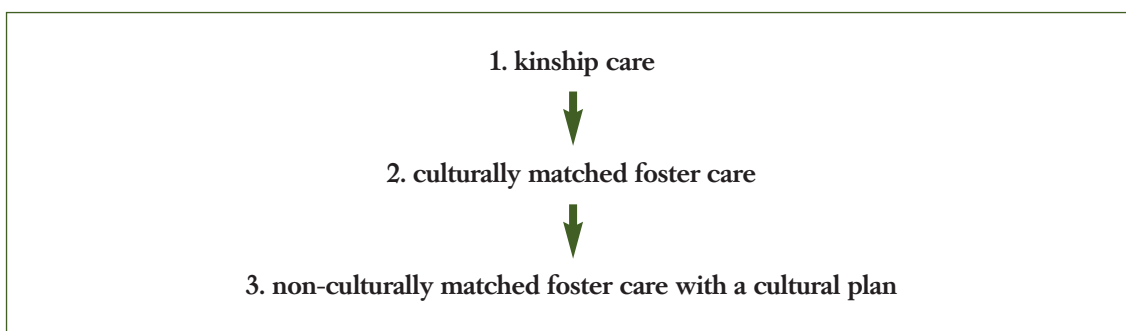 1. kinship care
2. culturally matched foster care
3. non-culturally matched foster care with a cultural plan